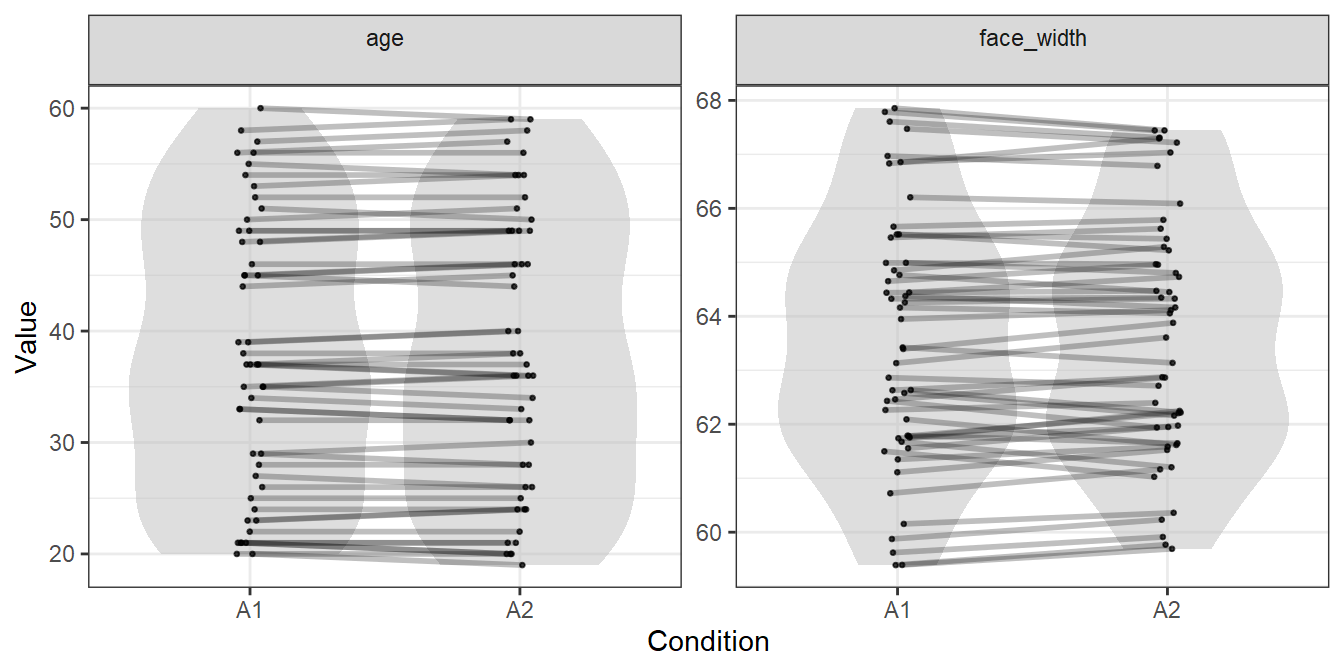 age
face_width
60
50
40
30
20
68
66
64
62
60
Value
A1
A2
A1
A2
Condition